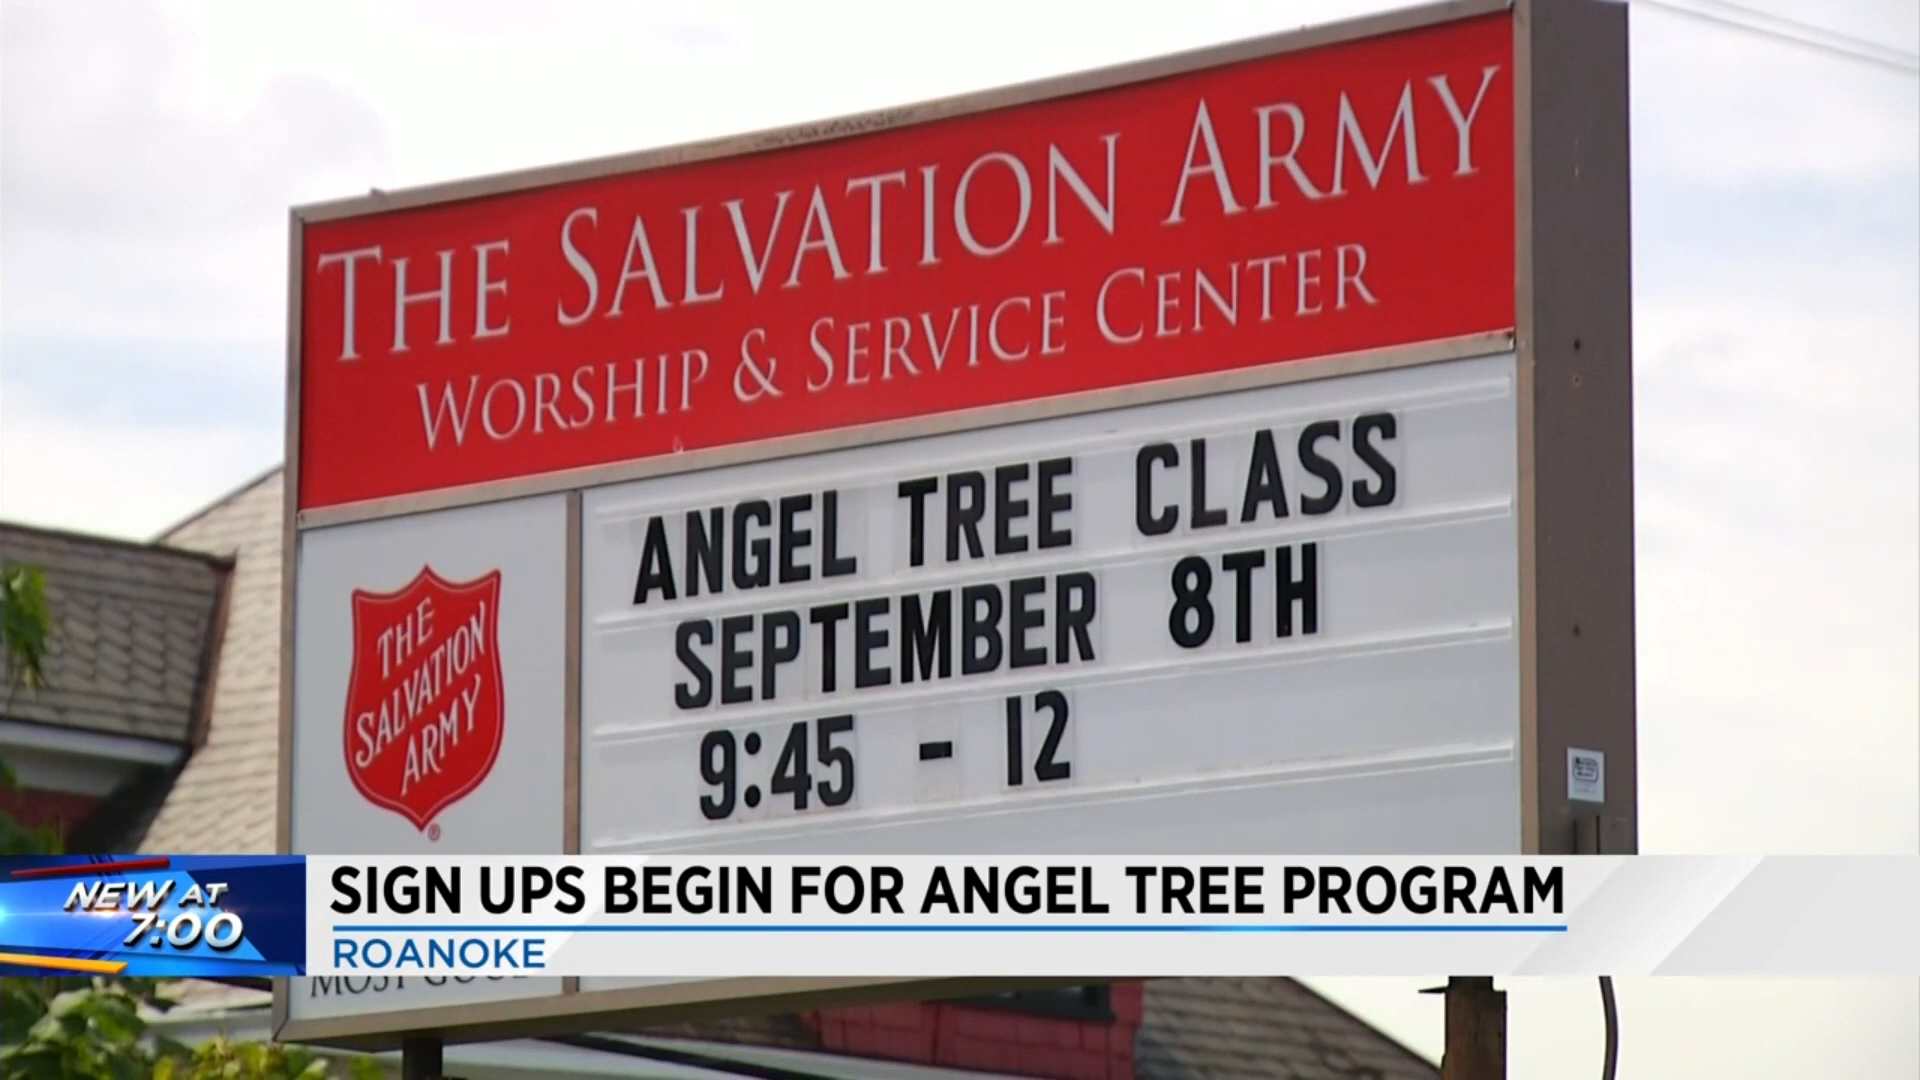 THE SALVATION ARMY
WORSHIP & SERVICE CENTER
ANGEL TREE CLASS
SEPTEMBER 8TH
9:45 - 12
THE
SALVATION
ARMY
®
NEW AT
7:00
SIGN UPS BEGIN FOR ANGEL TREE PROGRAM
ROANOKE
MOST